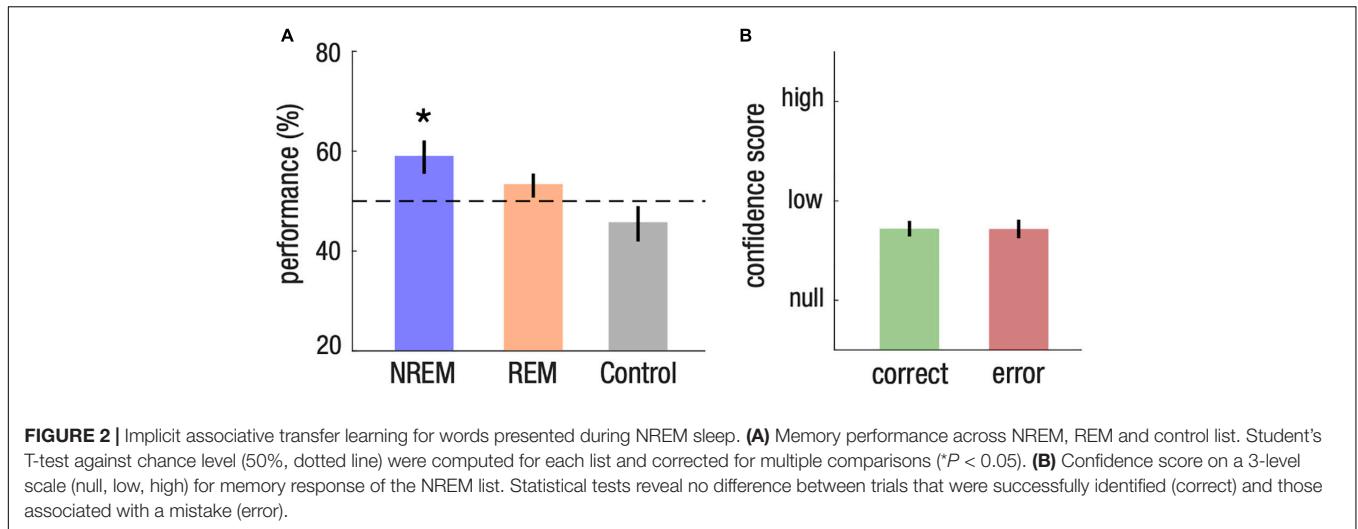 A
80
60
40
20
performance (%)
*
NREM REM Control
B
high
low
null
confidence score
correct error
FIGURE 2 | Implicit associative transfer learning for words presented during NREM sleep. (A) Memory performance across NREM, REM and control list. Student's
T-test against chance level (50%, dotted line) were computed for each list and corrected for multiple comparisons (*P < 0.05). (B) Confidence score on a 3-level
scale (null, low, high) for memory response of the NREM list. Statistical tests reveal no difference between trials that were successfully identified (correct) and those
associated with a mistake (error).